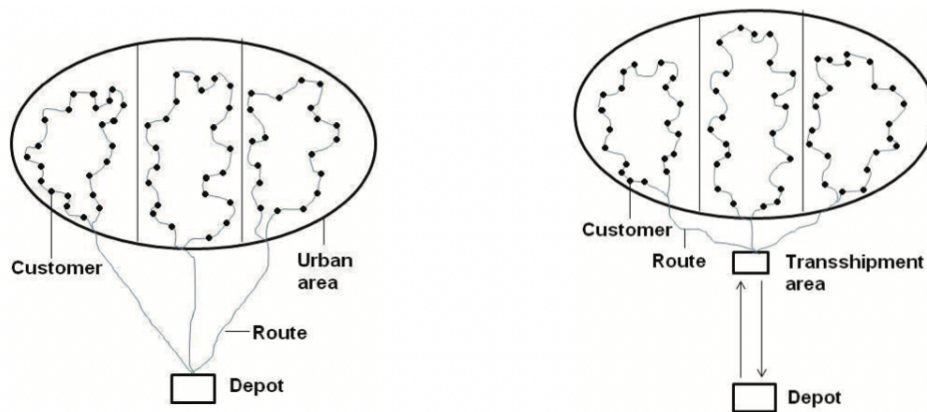 Customer
Urban
area
Route
Depot
Customer
Route
Transshipment
area
Depot